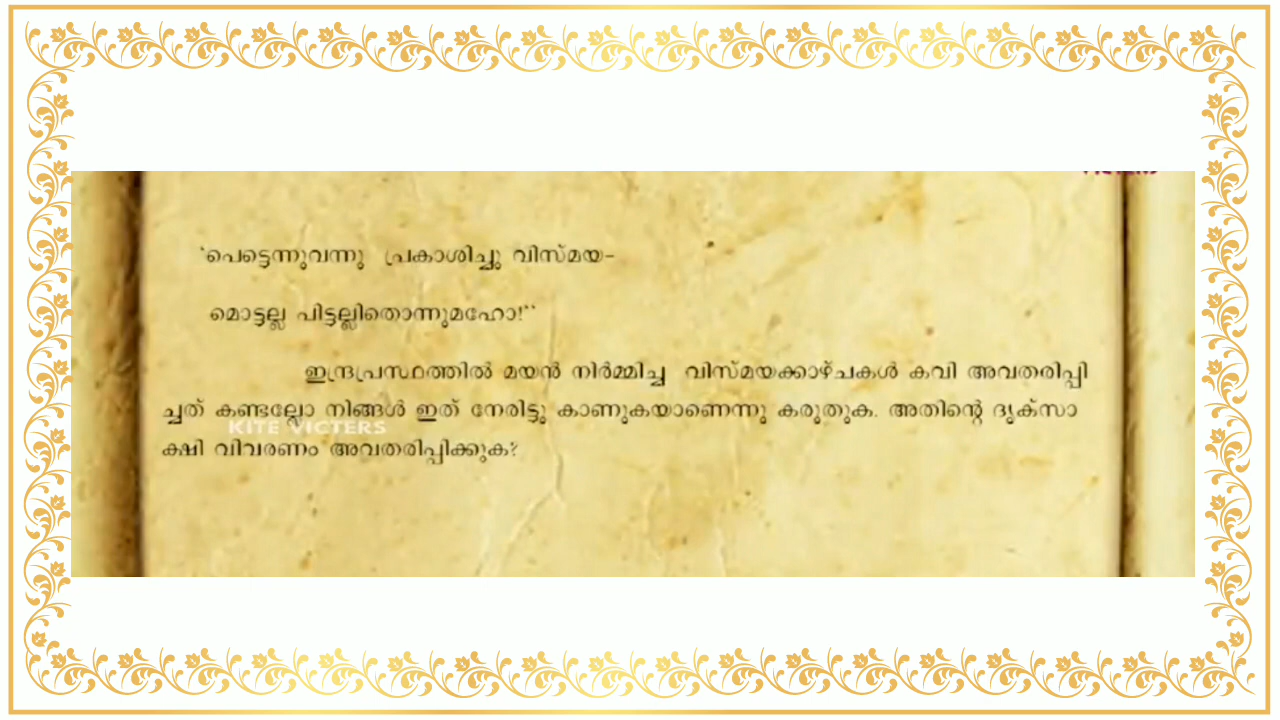 ‘പെട്ടെന്നുവന്നു പ്രകാശിച്ചു വിസ്മയ-
മൊട്ടല്ല പിട്ടല്ലിതൊന്നുമഹോ!‘‘
ഇന്ദ്രപ്രസ്ഥത്തിൽ മയൻ നിർമ്മിച്ച വിസ്മയക്കാഴ്ചകൾ കവി അവതരിപ്പി
ച്ചത് കണ്ടല്ലോ നിങ്ങൾ ഇത് നേരിട്ടു കാണുകയാണെന്നു കരുതുക. അതിന്റെ ദൃക്സാ
KITE VICTERS
ക്ഷി വിവരണം അവതരിപ്പിക്കുക?